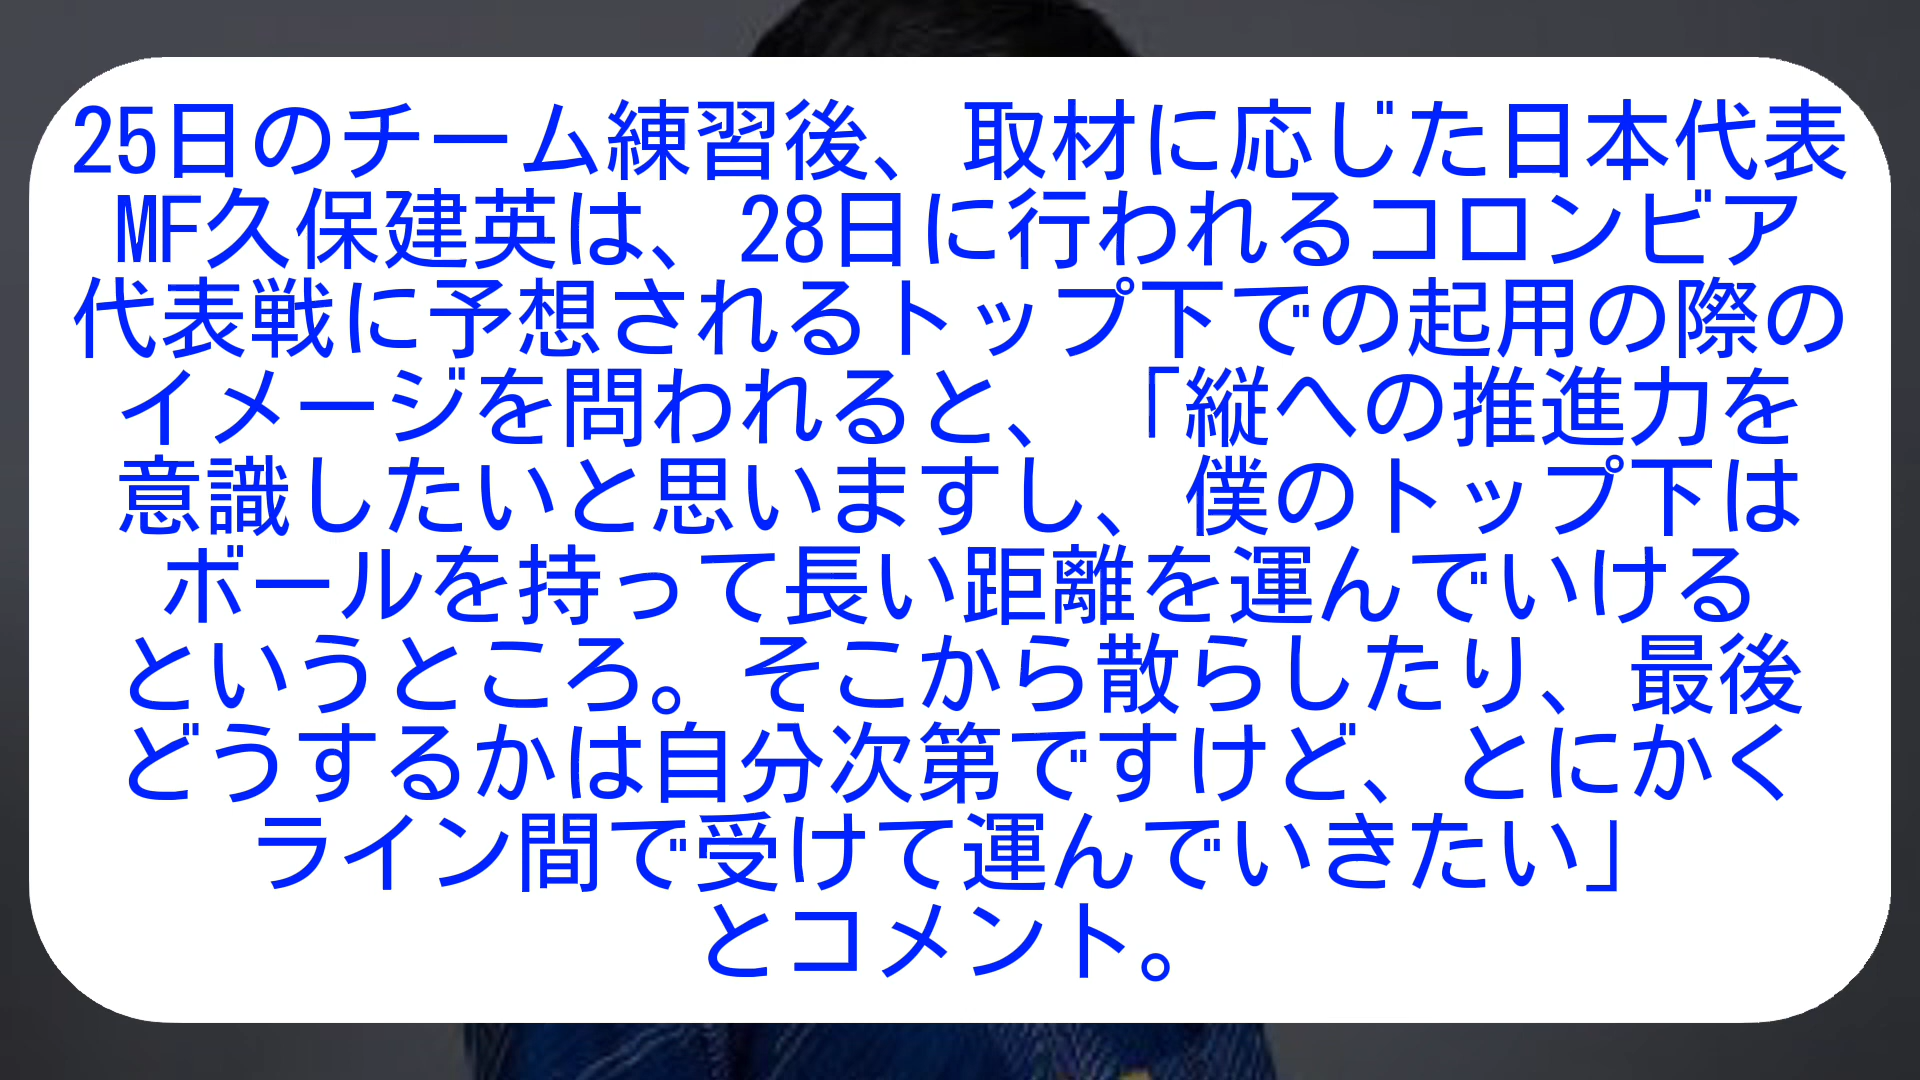 25日のチーム練習後、取材に応じた日本代表
MF久保建英は、28日に行われるコロンビア
代表戦に予想されるトップ下での起用の際の
イメージを問われると、「縦への推進力を
意識したいと思いますし、僕のトップ下は
ボールを持って長い距離を運んでいける
というところ。そこから散らしたり、最後
どうするかは自分次第ですけど、とにかく
ライン間で受けて運んでいきたい」
とコメント。